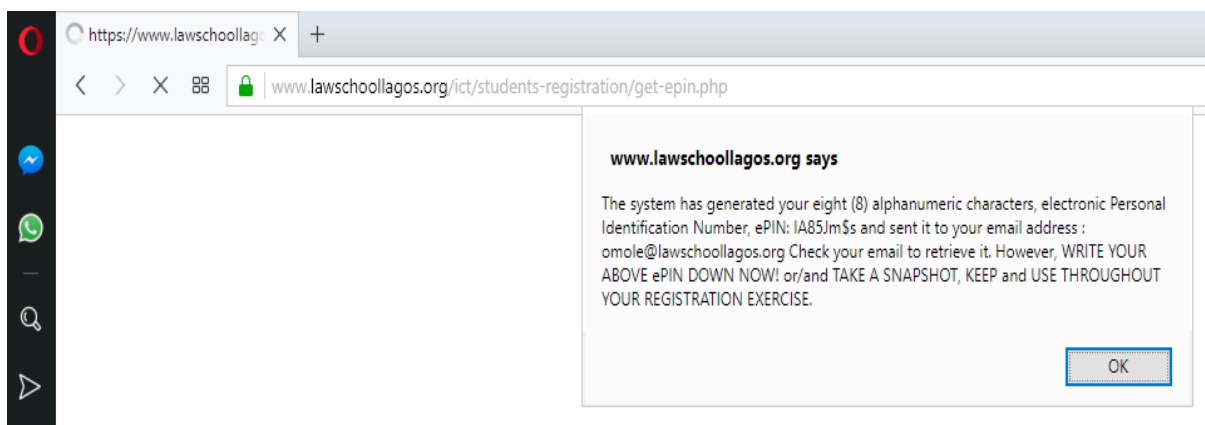 https://www.lawschoollago
www.lawschoollagos.org/ict/students-registration/get-epin.php
www.lawschoollagos.org says
The system has generated your eight (8) alphanumeric characters, electronic Personal
Identification Number, ePIN: IA85Jm$s and sent it to your email address :
omole@lawschoollagos.org Check your email to retrieve it. However, WRITE YOUR
ABOVE ePIN DOWN NOW! or/and TAKE A SNAPSHOT, KEEP and USE THROUGHOUT
YOUR REGISTRATION EXERCISE.
OK